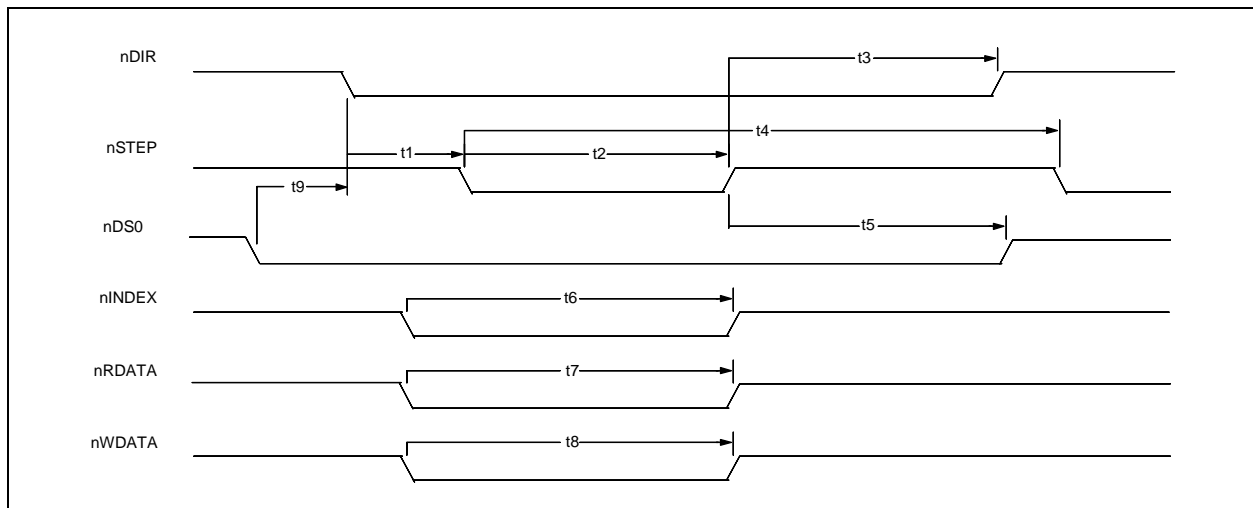 nDIR
t3
t4
nSTEP
t1
t2
t9
nDS0
t5
nINDEX
t6
nRDATA
t7
nWDATA
t8